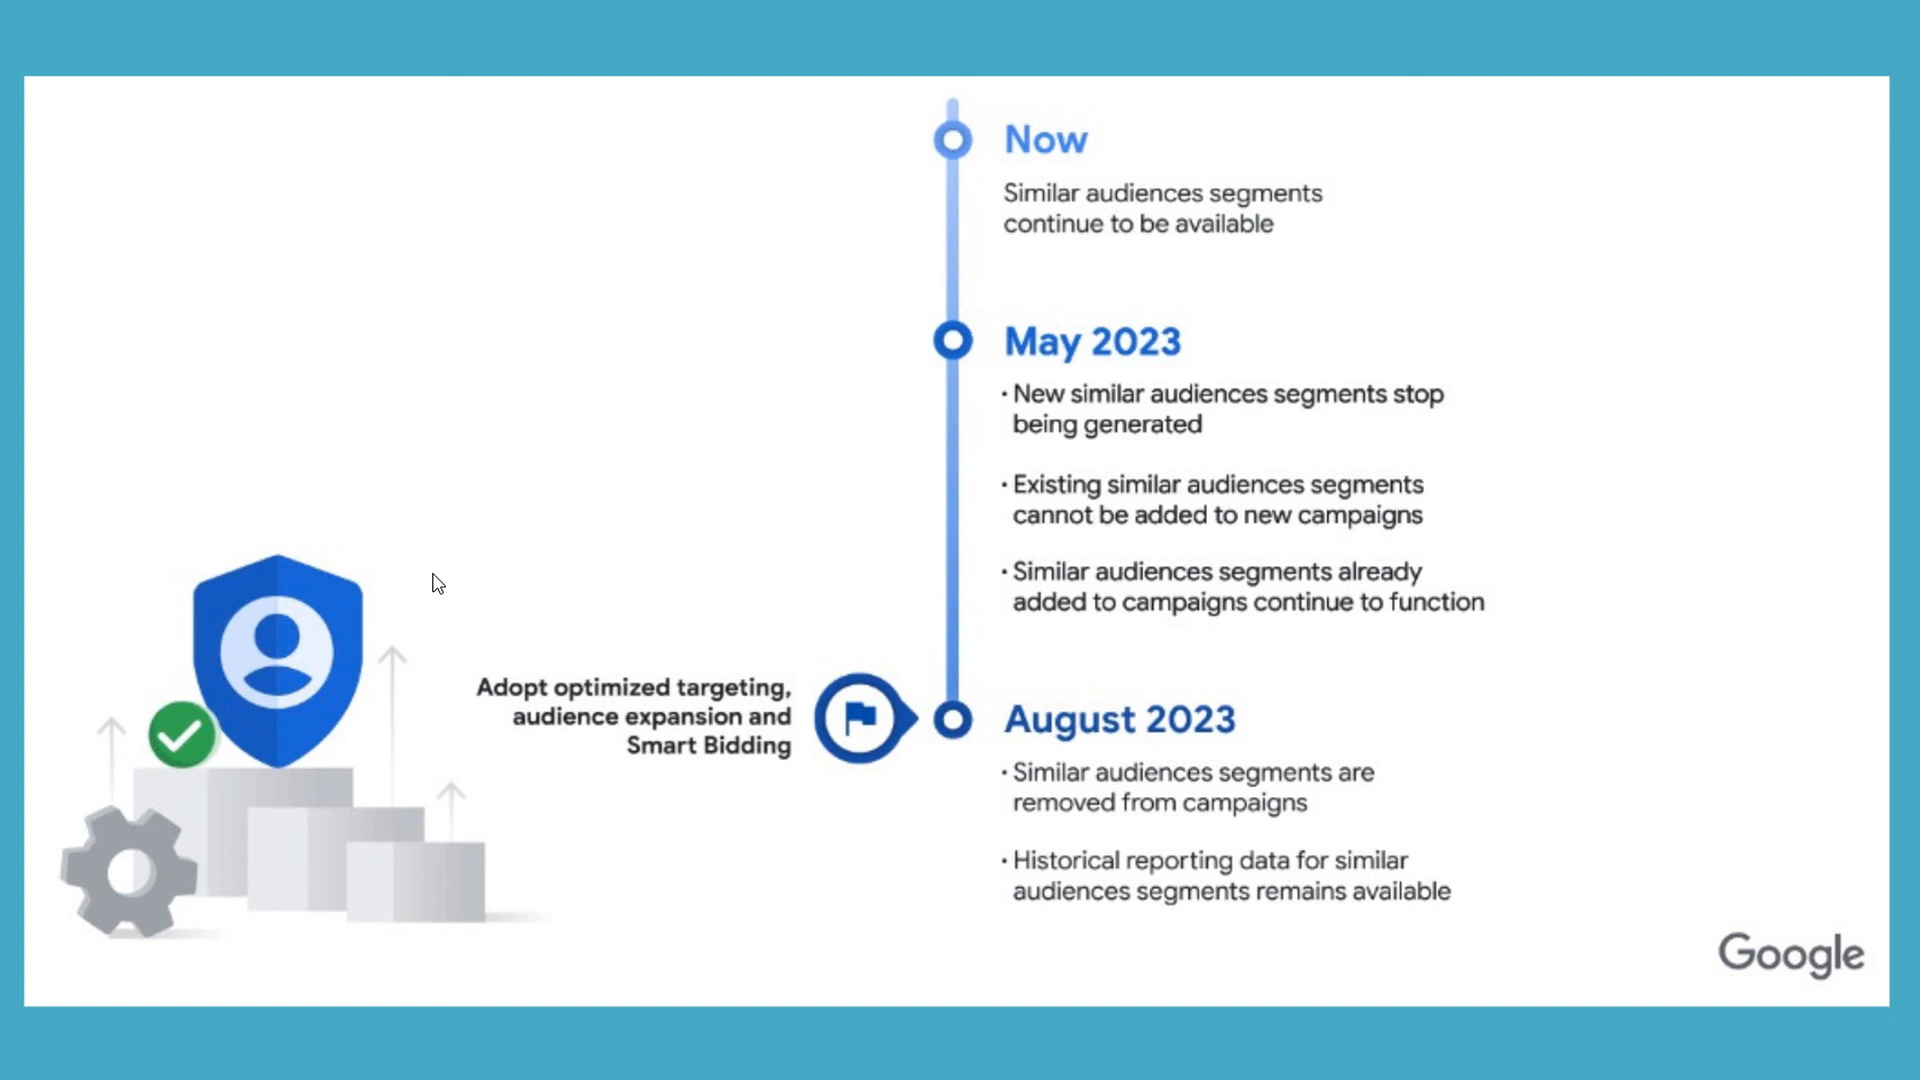 Now
Similar audiences segments
continue to be available
May 2023
· New similar audiences segments stop
being generated
· Existing similar audiences segments
cannot be added to new campaigns
· Similar audiences segments already
added to campaigns continue to function
Adopt optimized targeting,
audience expansion and
Smart Bidding
August 2023
· Similar audiences segments are
removed from campaigns
· Historical reporting data for similar
audiences segments remains available
Google